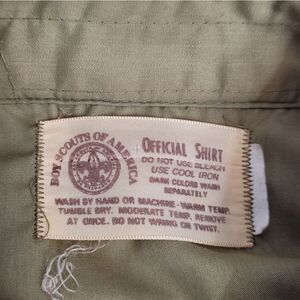 BOY SCOUTS OF AMERICA
OFFICIAL SHIRT
DO NOT USE BLEACH
USE COOL IRON
DARK COLORS WASH
SEPARATELY
WASH BY HAND OR MACHINE-WARM TEMP.
TUMBLE DRY. MODERATE TEMP. REMOVE
AT ONCE. DO NOT WRING OR TWIST.